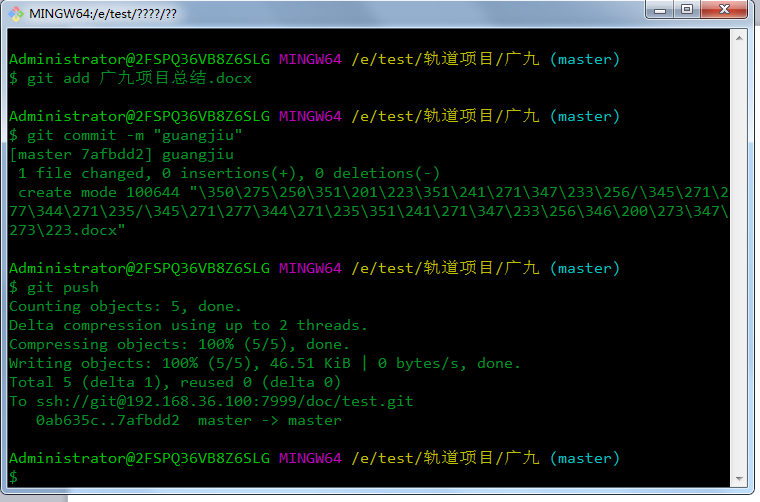 MINGW64:/e/test/????/??
Administrator@2FSPQ36VB8Z6SLG MINGW64 /e/test/轨道项目/广九 (master)
$ git add 广九项目总结.docx
Administrator@2FSPQ36VB8Z6SLG MINGW64 /e/test/轨道项目/广九 (master)
$ git commit -m "guangjiu"
[master 7afbdd2] guangjiu
 1 file changed, 0 insertions(+), 0 deletions(-)
 create mode 100644 "\350\275\250\351\201\223\351\241\271\347\233\256/\345\271\2
77\344\271\235/\345\271\277\344\271\235\351\241\271\347\233\256\346\200\273\347\
273\223.docx"
Administrator@2FSPQ36VB8Z6SLG MINGW64 /e/test/轨道项目/广九 (master)
$ git push
Counting objects: 5, done.
Delta compression using up to 2 threads.
Compressing objects: 100% (5/5), done.
Writing objects: 100% (5/5), 46.51 KiB | 0 bytes/s, done.
Total 5 (delta 1), reused 0 (delta 0)
To ssh://git@192.168.36.100:7999/doc/test.git
   0ab635c..7afbdd2  master -> master
Administrator@2FSPQ36VB8Z6SLG MINGW64 /e/test/轨道项目/广九 (master)
$